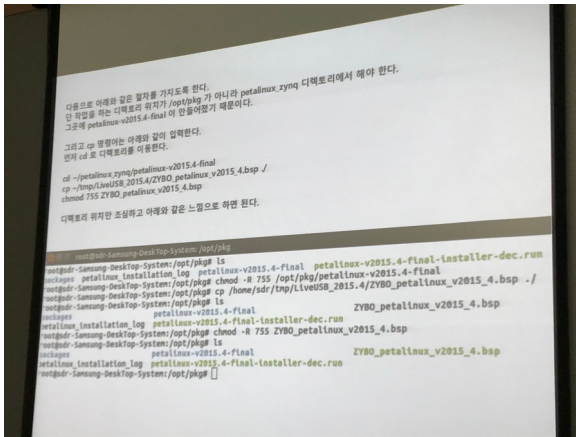 다음으로 아래와 같은 절차를 가지도록 한다.
단 작업을 하는 디렉토리 위치가 /opt/pkg 가 아니라 petalinux_zynq 디렉토리에서 해야 한다.
그곳에 petalinux-v2015.4-final 이 만들어졌기 때문이다.
그리고 cp 명령어는 아래와 같이 입력한다.
먼저 cd 로 디렉토리를 이동한다.
cd ~/petalinux_zynq/petalinux-v2015.4-final
cp ~/tmp/LiveUSB_2015.4/ZYBO_petalinux_v2015_4.bsp ./
chmod 755 ZYBO_petalinux_v2015_4.bsp
디렉토리 위치만 조심하고 아래와 같은 느낌으로 하면 된다.
root@sdr-Samsung-DeskTop-System: /opt/pkg
root@sdr-Samsung-DeskTop-System:/opt/pkg# ls
packages petalinux_installation_log petalinux-v2015.4-final petalinux-v2015.4-final-installer-dec.run
root@sdr-Samsung-DeskTop-System:/opt/pkg# chmod -R 755 /opt/pkg/petalinux-v2015.4-final
root@sdr-Samsung-DeskTop-System:/opt/pkg# cp /home/sdr/tmp/LiveUSB_2015.4/ZYBO_petalinux_v2015_4.bsp ./
root@sdr-Samsung-DeskTop-System:/opt/pkg# ls
packages petalinux-v2015.4-final ZYBO_petalinux_v2015_4.bsp
petalinux_installation_log petalinux-v2015.4-final-installer-dec.run
root@sdr-Samsung-DeskTop-System:/opt/pkg# chmod -R 755 ZYBO_petalinux_v2015_4.bsp
root@sdr-Samsung-DeskTop-System:/opt/pkg# ls
packages petalinux-v2015.4-final ZYBO_petalinux_v2015_4.bsp
petalinux_installation_log petalinux-v2015.4-final-installer-dec.run
root@sdr-Samsung-DeskTop-System:/opt/pkg#